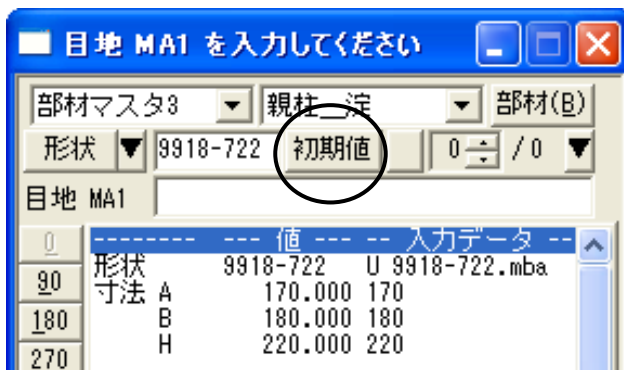 目地 MA1 を入力してください
部材マスタ3 親柱__淀 部材(B)
形状 9918-722 初期値 0 / 0
目地 MA1
0 -------- --- 値 --- -- 入力データ --
形状 9918-722 U 9918-722.mba
90 寸法 A 170.000 170
180 B 180.000 180
270 H 220.000 220